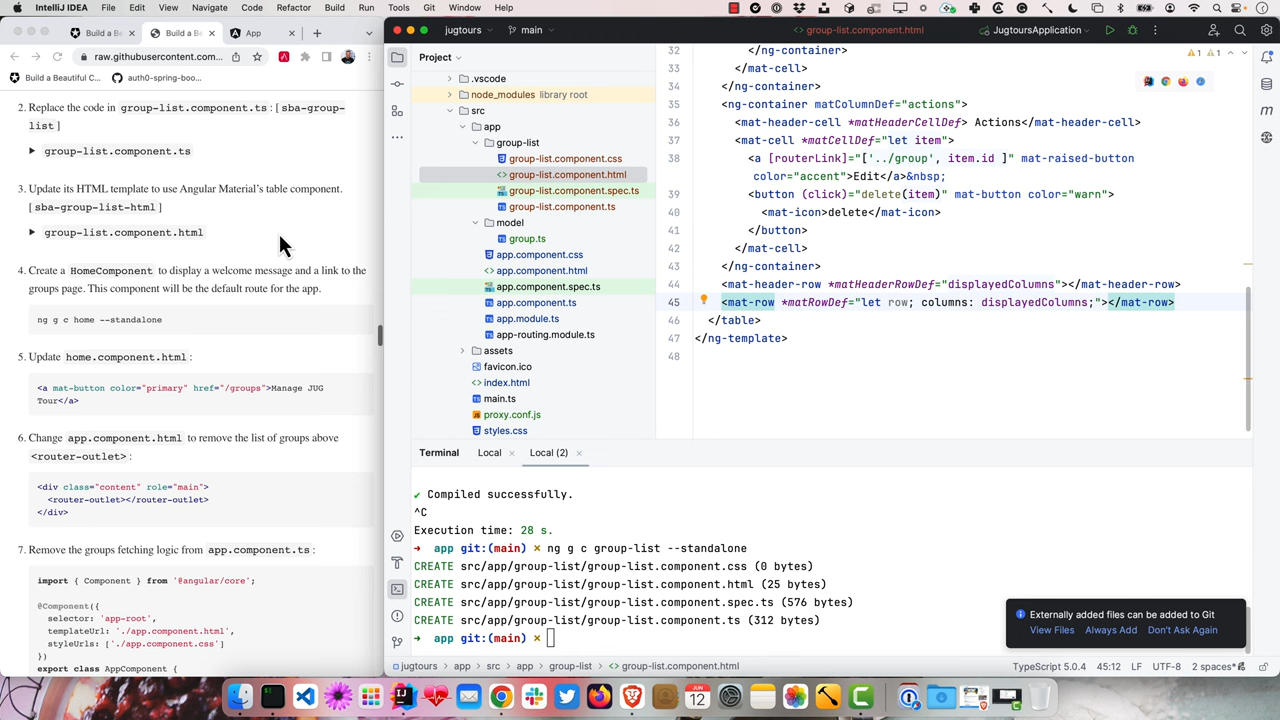 IntelliJ IDEA File Edit View Navigate Code Refactor Build Run Tools Git Window Help
Build a Be
Build a Be
App
raw.githubusercontent.com...
Build a Beautiful C...
auth0-spring-boo...
2. Replace the code in group-list.component.ts: [sba-group-
list]
group-list.component.ts
3. Update its HTML template to use Angular Material's table component.
[sba-group-list-html]
group-list.component.html
4. Create a HomeComponent to display a welcome message and a link to the
groups page. This component will be the default route for the app.
ng g c home --standalone
5. Update home.component.html:
<a mat-button color="primary" href="/groups">Manage JUG
Tour</a>
6. Change app.component.html to remove the list of groups above
<router-outlet>:
<div class="content" role="main">
<router-outlet></router-outlet>
</div>
7. Remove the groups fetching logic from app.component.ts:
import { Component } from '@angular/core';
@Component({
selector: 'app-root',
templateUrl: './app.component.html',
styleUrls: ['./app.component.css']
})
export class AppComponent {
jugtours
main
group-list.component.html
JugtoursApplication
Project
.vscode
node_modules library root
src
app
group-list
group-list.component.css
group-list.component.html
group-list.component.spec.ts
group-list.component.ts
model
group.ts
app.component.css
app.component.html
app.component.spec.ts
app.component.ts
app.module.ts
app-routing.module.ts
assets
favicon.ico
index.html
main.ts
proxy.conf.js
styles.css
1 1
32 </ng-container>
33 </mat-cell>
34 </ng-container>
35 <ng-container matColumnDef="actions">
36 <mat-header-cell *matHeaderCellDef> Actions</mat-header-cell>
37 <mat-cell *matCellDef="let item">
38 <a [routerLink]="['../group', item.id ]" mat-raised-button
color="accent">Edit</a>&nbsp;
39 <button (click)="delete(item)" mat-button color="warn">
40 <mat-icon>delete</mat-icon>
41 </button>
42 </mat-cell>
43 </ng-container>
44 <mat-header-row *matHeaderRowDef="displayedColumns"></mat-header-row>
45 <mat-row *matRowDef="let row; columns: displayedColumns;"></mat-row>
46 </table>
47 </ng-template>
48
Terminal Local Local (2)
✔ Compiled successfully.
^C
Execution time: 28 s.
→ app git:(main) ✗ ng g c group-list --standalone
CREATE src/app/group-list/group-list.component.css (0 bytes)
CREATE src/app/group-list/group-list.component.html (25 bytes)
CREATE src/app/group-list/group-list.component.spec.ts (576 bytes)
CREATE src/app/group-list/group-list.component.ts (312 bytes)
→ app git:(main) ✗
Externally added files can be added to Git
View Files Always Add Don't Ask Again
jugtours > app > src > app > group-list > group-list.component.html
TypeScript 5.0.4 45:12 LF UTF-8 2 spaces*
JUN
12